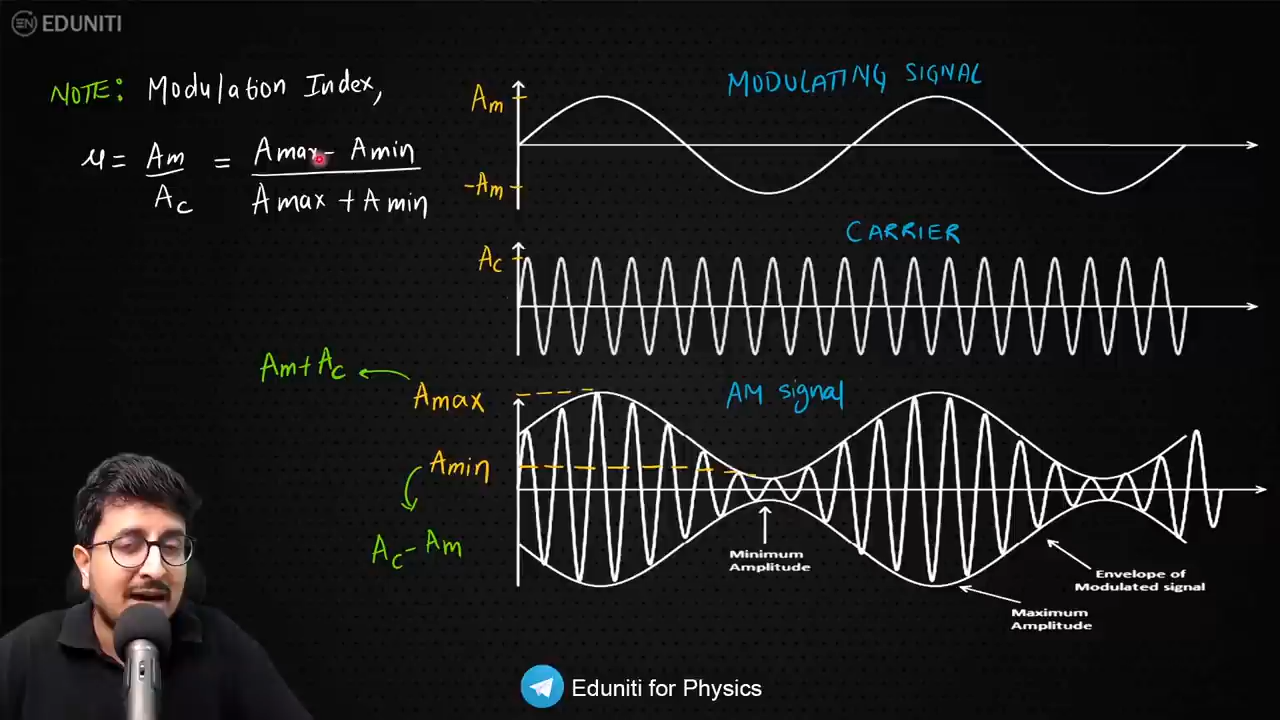 EN EDUNITI
NOTE: Modulation Index,
μ = Am/Ac = Amax - Amin / Amax + Amin
MODULATING SIGNAL
Am
-Am
CARRIER
Ac
AM signal
Am+Ac
Amax
Amin
Ac-Am
Minimum
Amplitude
Envelope of
Modulated signal
Maximum
Amplitude
Eduniti for Physics